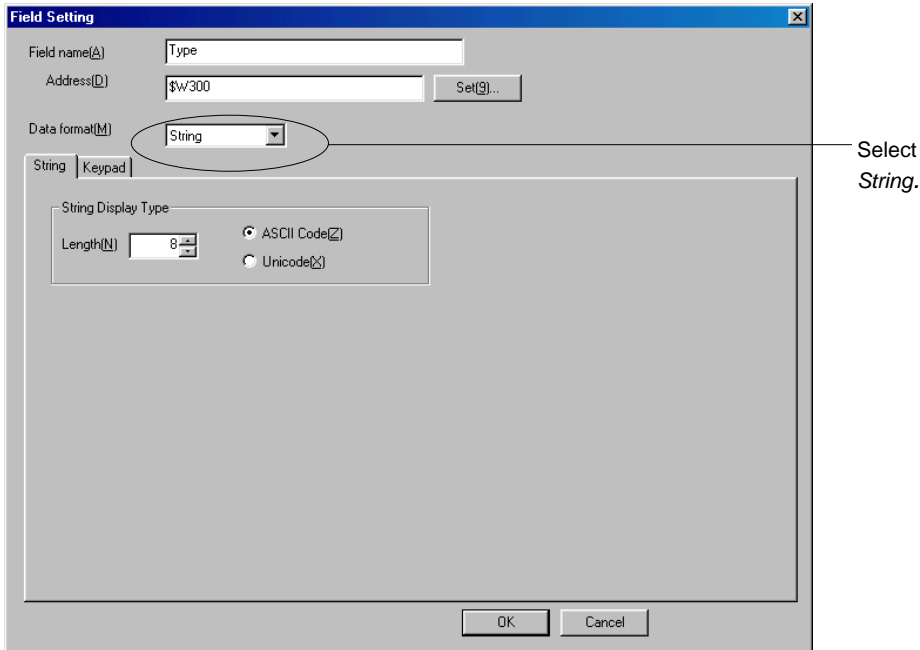 Field Setting
Field name(A) Type
Address(D) $W300 Set(9)...
Data format(M) String
Select
String.
String Keypad
String Display Type
Length(N) 8 ASCII Code(Z)
Unicode(X)
OK Cancel